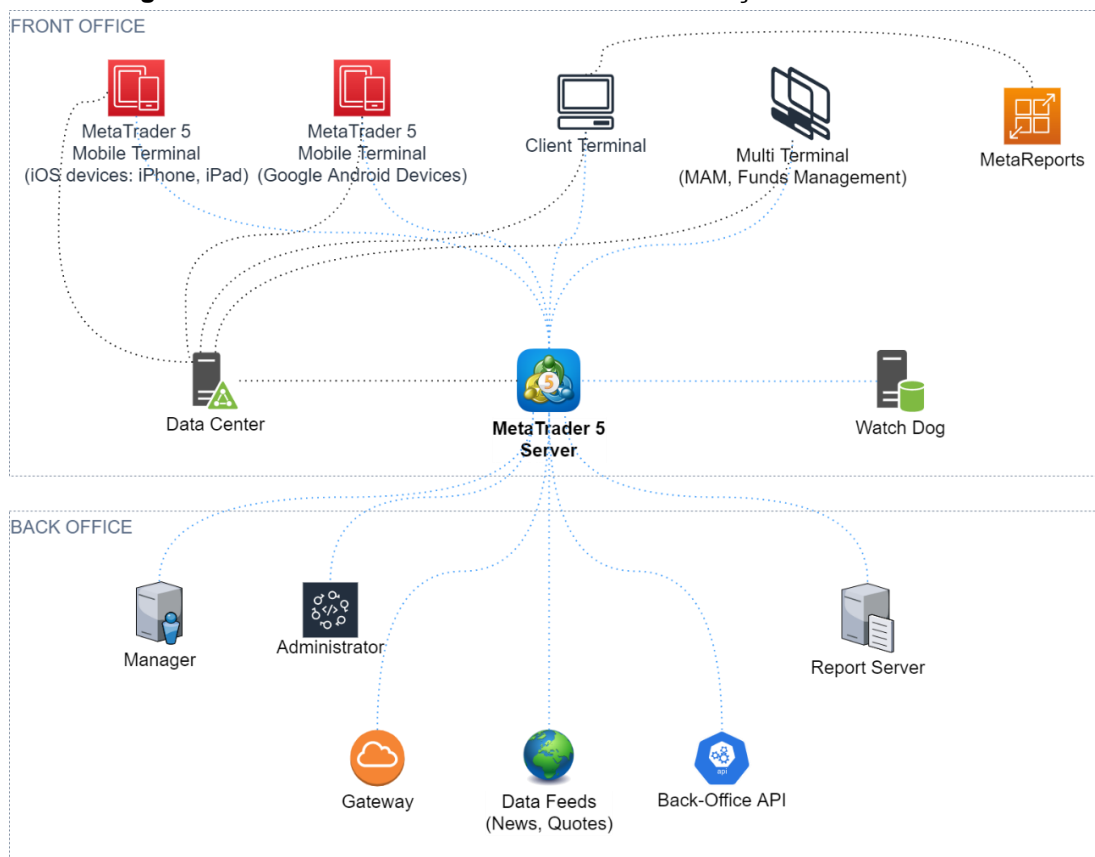 FRONT OFFICE
MetaTrader 5
Mobile Terminal
(iOS devices: iPhone, iPad)
MetaTrader 5
Mobile Terminal
(Google Android Devices)
Client Terminal
Multi Terminal
(MAM, Funds Management)
MetaReports
Data Center
5
MetaTrader 5
Server
Watch Dog
BACK OFFICE
Manager
</>
Administrator
Report Server
Gateway
Data Feeds
(News, Quotes)
api
Back-Office API